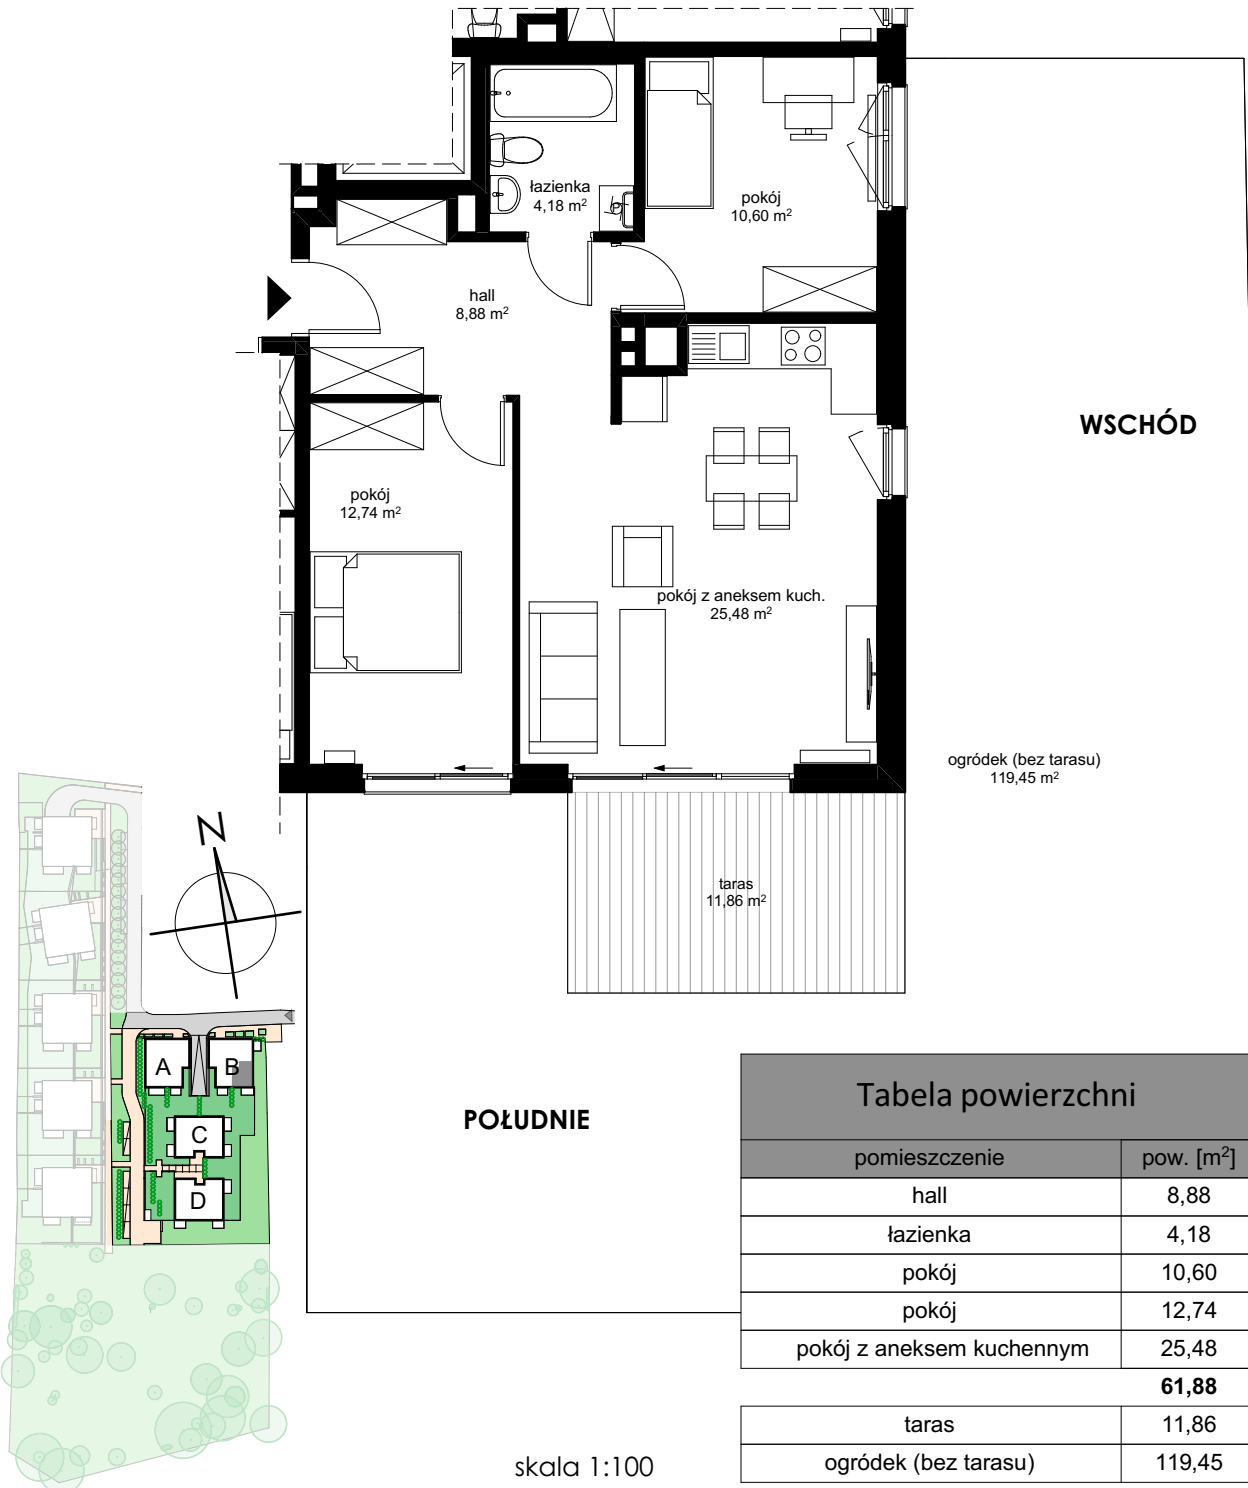 łazienka
4,18 m²
pokój
10,60 m²
hall
8,88 m²
WSCHÓD
pokój
12,74 m²
pokój z aneksem kuch.
25,48 m²
ogródek (bez tarasu)
119,45 m²
N
taras
11,86 m²
A
B
C
D
POŁUDNIE
Tabela powierzchni
pomieszczenie pow. [m²]
hall 8,88
łazienka 4,18
pokój 10,60
pokój 12,74
pokój z aneksem kuchennym 25,48
61,88
taras 11,86
ogródek (bez tarasu) 119,45
skala 1:100